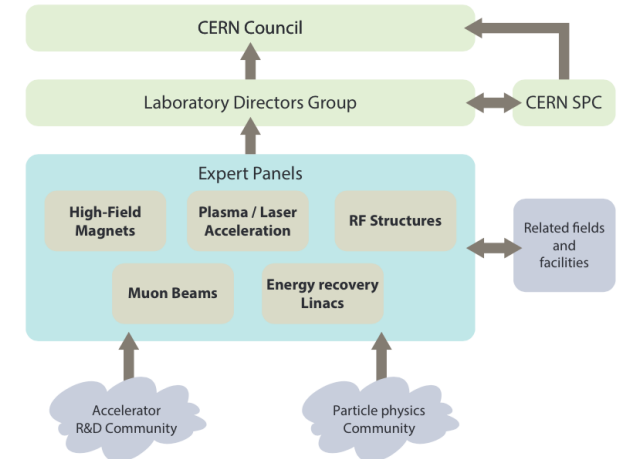 CERN Council
Laboratory Directors Group
CERN SPC
Expert Panels
High-Field
Magnets
Plasma / Laser
Acceleration
RF Structures
Related fields
and
facilities
Muon Beams
Energy recovery
Linacs
Accelerator
R&D Community
Particle physics
Community